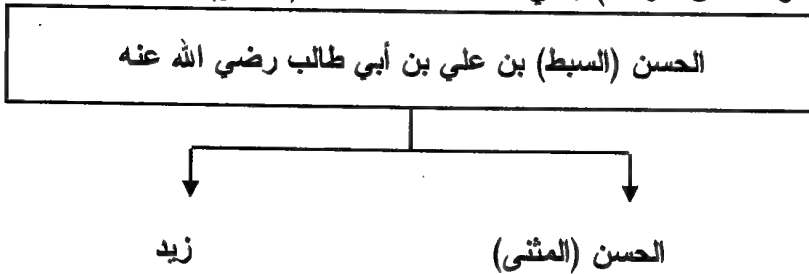 الحسن (السبط) بن علي بن أبي طالب رضي الله عنه
الحسن (المثنى)
زيد